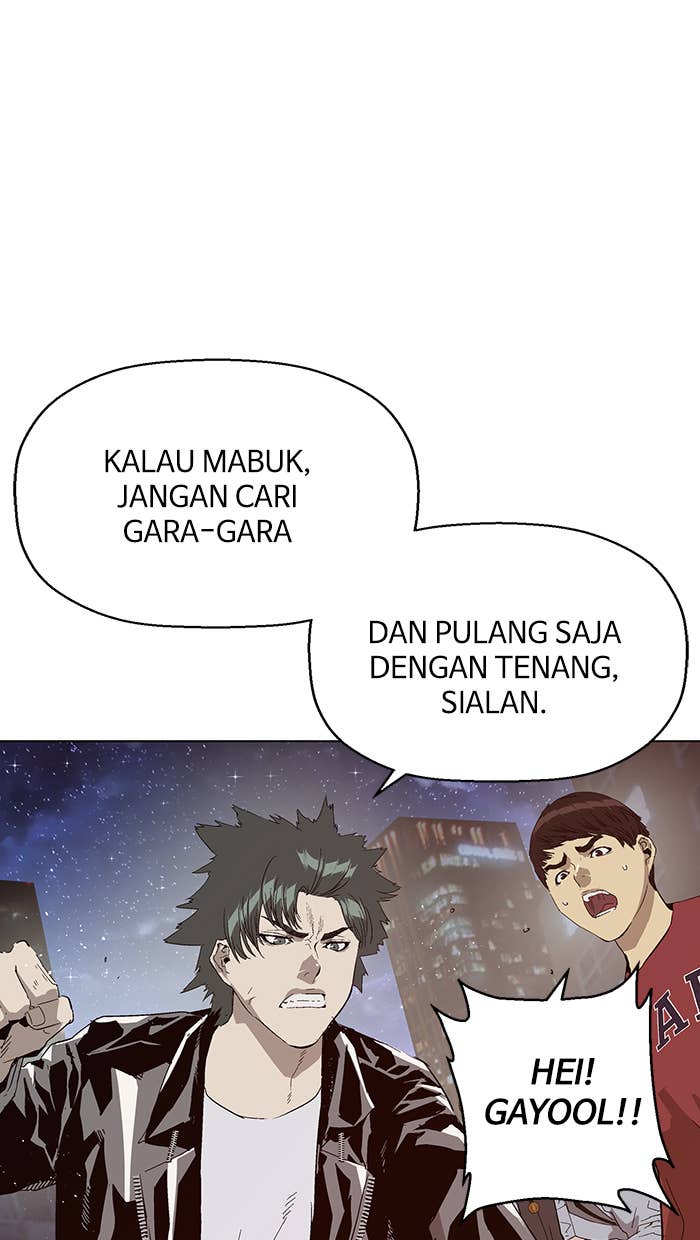 KALAU MABUK,
JANGAN CARI
GARA-GARA
DAN PULANG SAJA
DENGAN TENANG,
SIALAN.
HEI!
GAYOOL!!